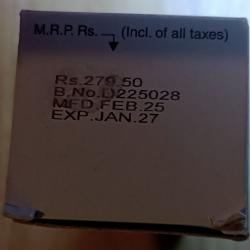 M.R.P. Rs. (Incl. of all taxes)
Rs.279.50
B.No.D225028
MFD.FEB.25
EXP.JAN.27